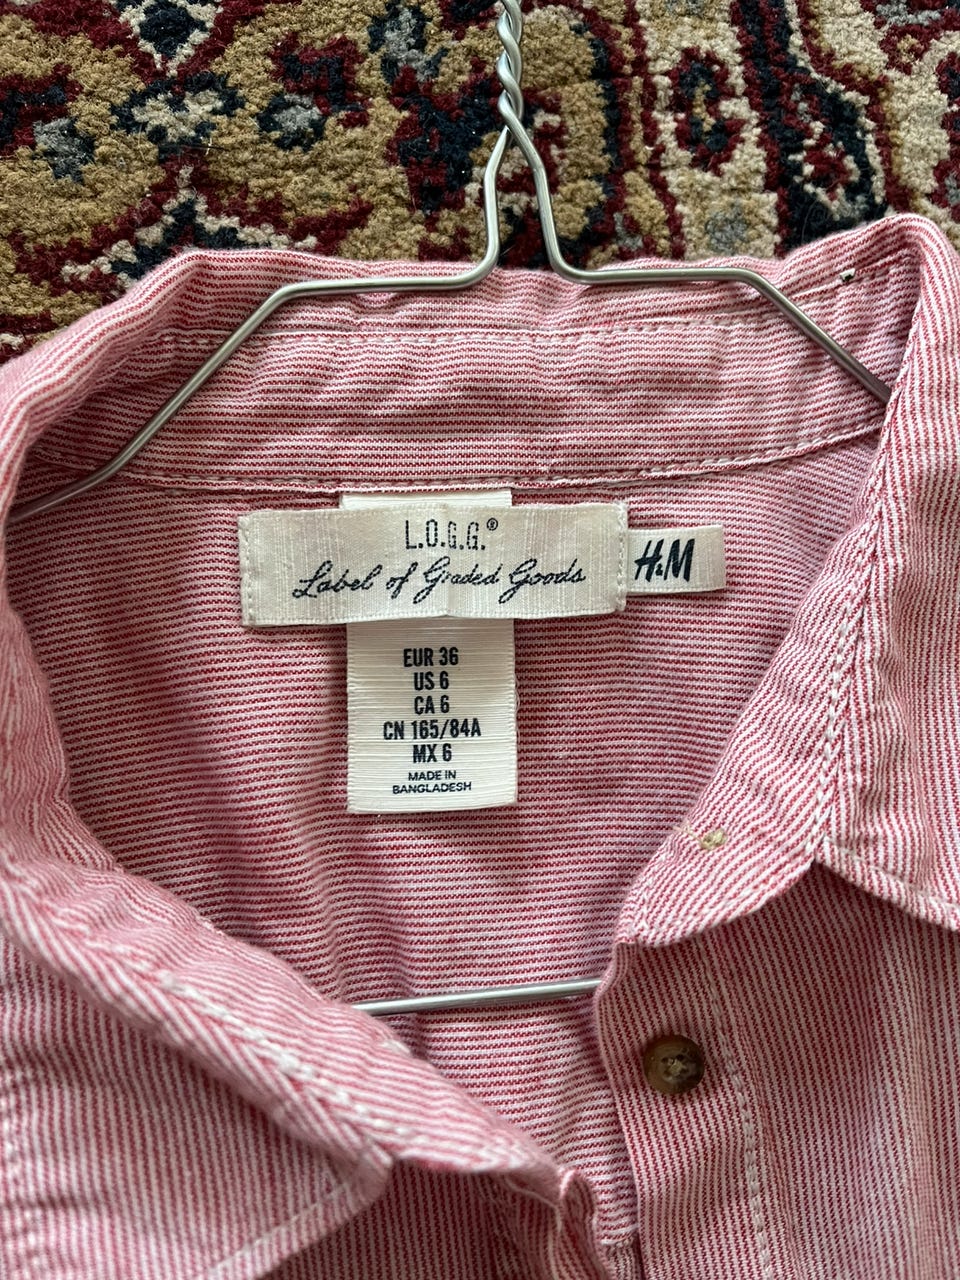 L.O.G.G.®
Label of Graded Goods
H&M
EUR 36
US 6
CA 6
CN 165/84A
MX 6
MADE IN
BANGLADESH